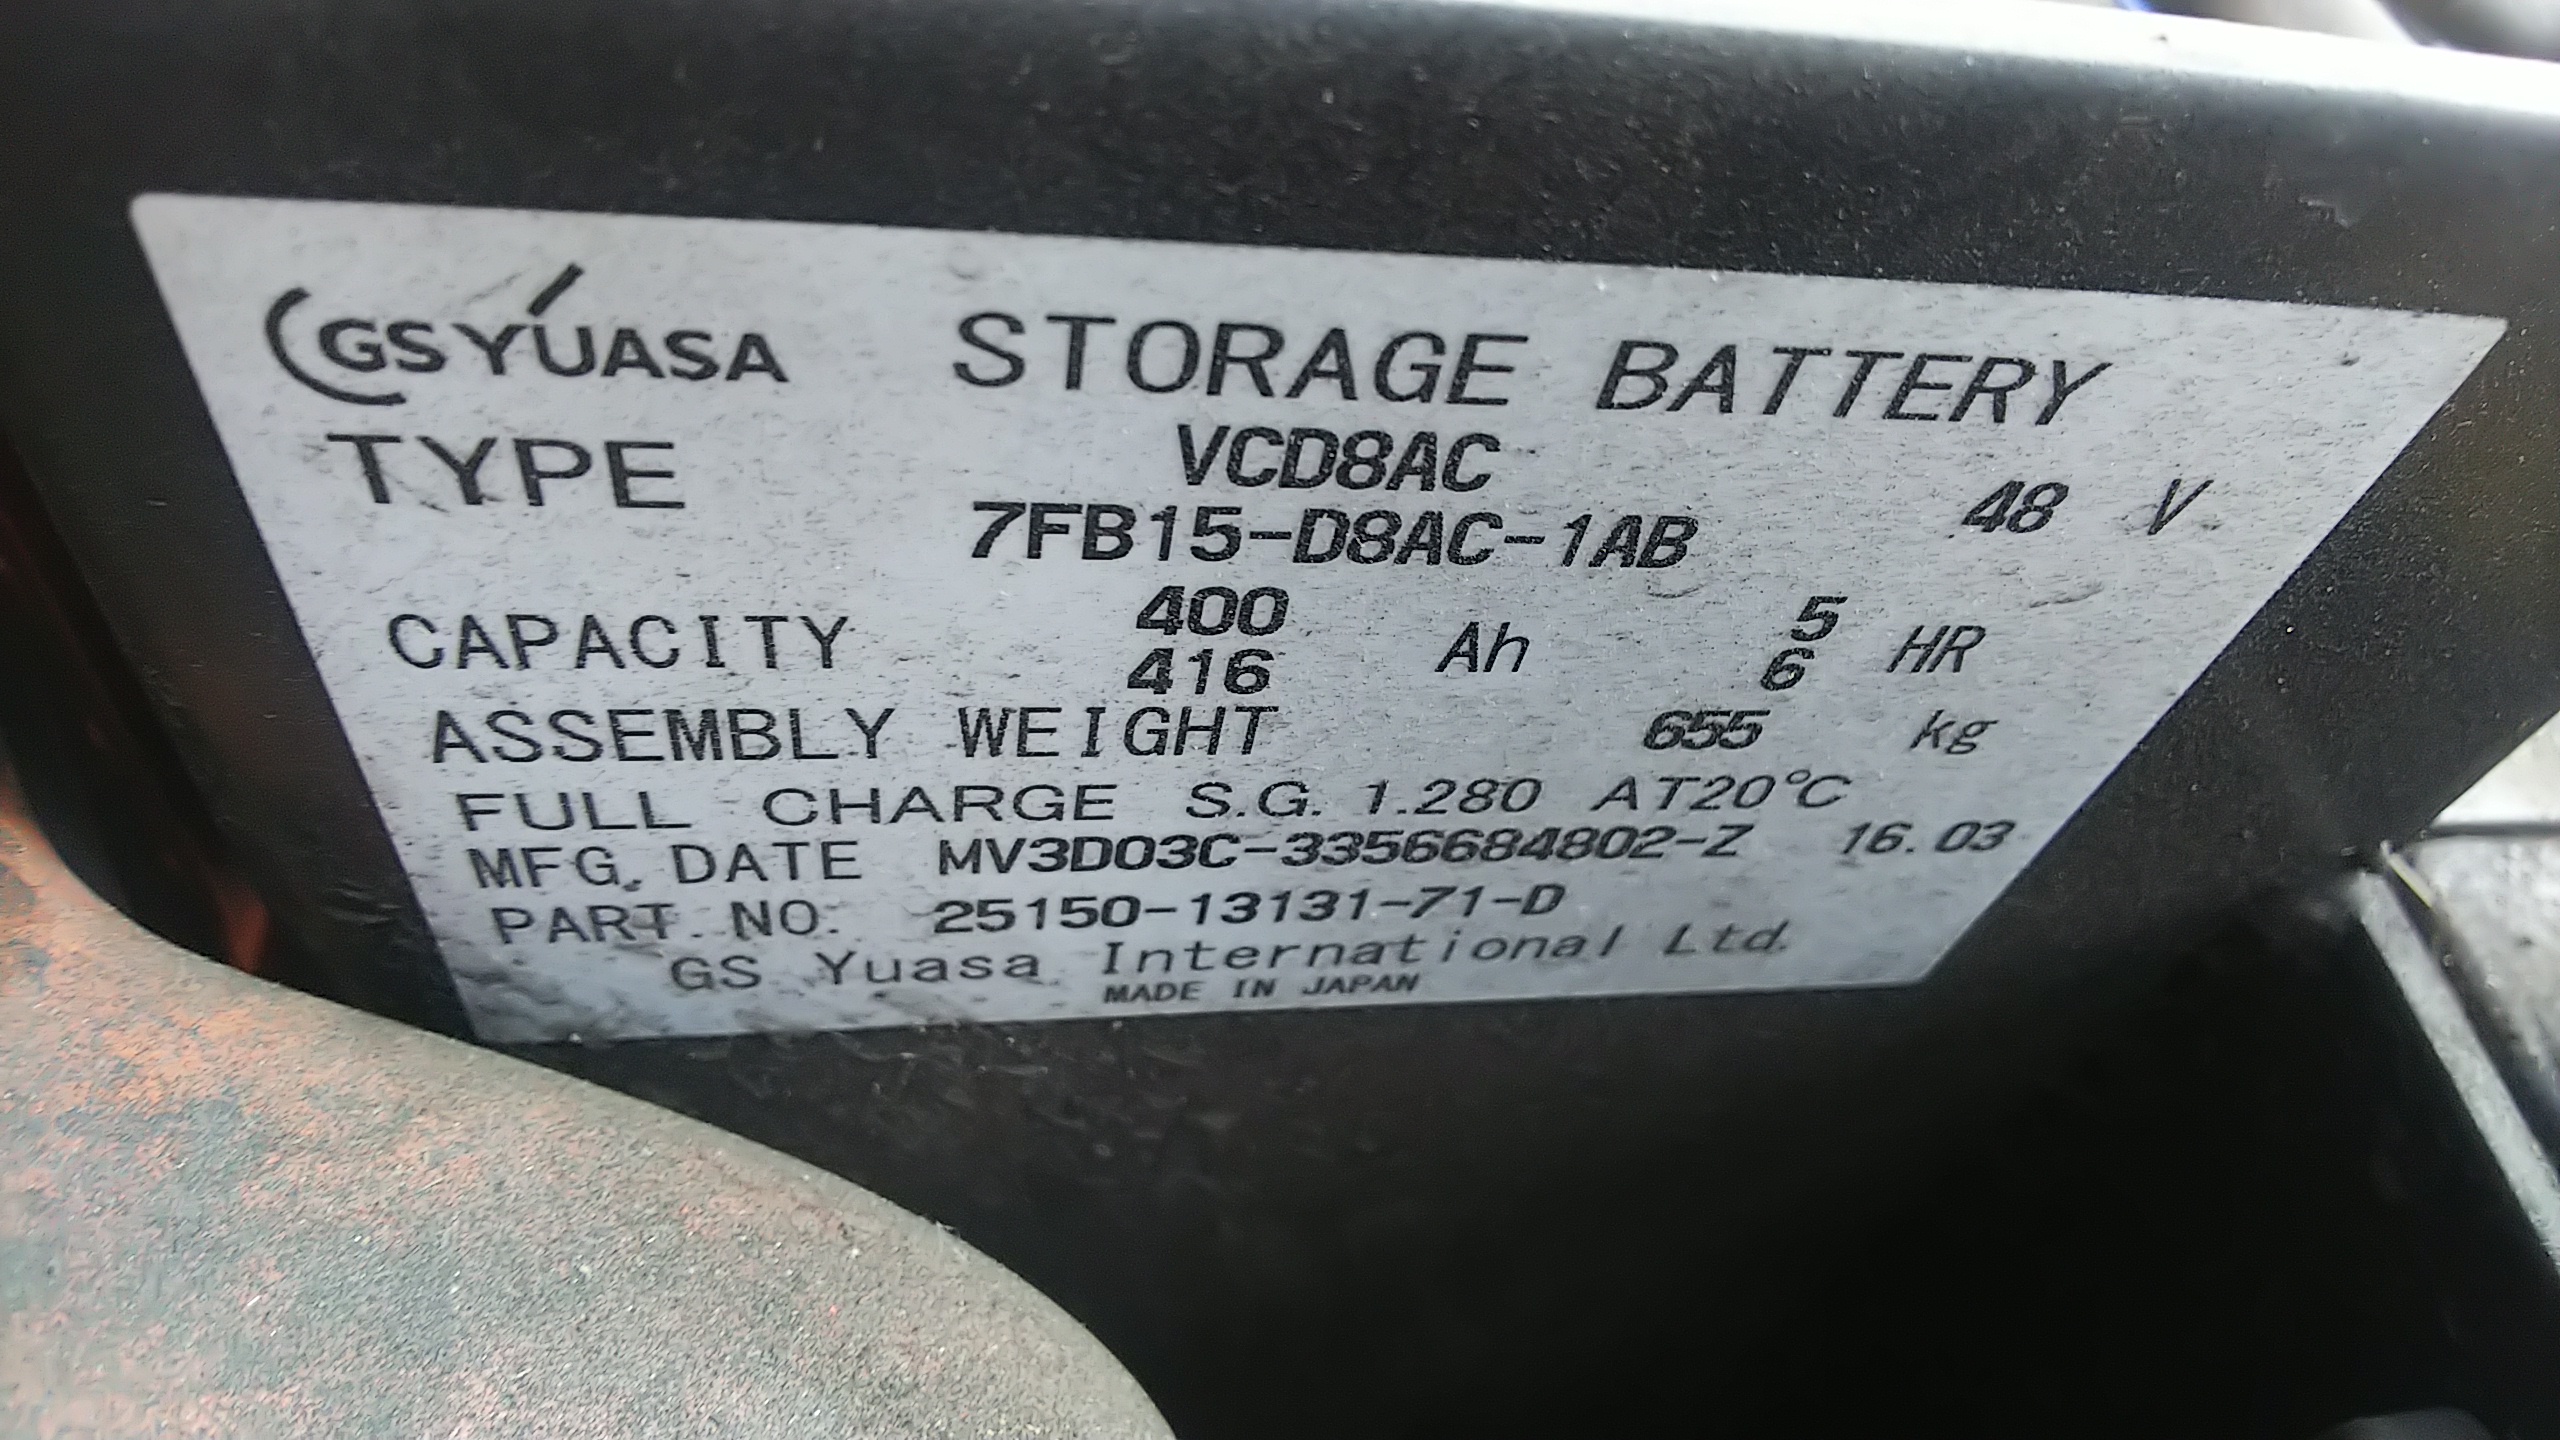 GS YUASA STORAGE BATTERY
TYPE VCD8AC
7FB15-D8AC-1AB 48 V
CAPACITY 400 Ah 5 HR
416 6
ASSEMBLY WEIGHT 655 kg
FULL CHARGE S.G. 1.280 AT20°C
MFG. DATE MV3D03C-3356684802-Z 16.03
PART. NO. 25150-13131-71-D
GS Yuasa International Ltd.
MADE IN JAPAN